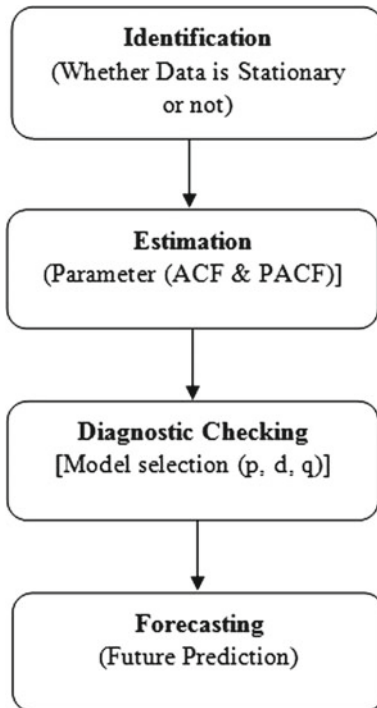 Identification
(Whether Data is Stationary
or not)
Estimation
(Parameter (ACF & PACF)]
Diagnostic Checking
[Model selection (p, d, q)]
Forecasting
(Future Prediction)